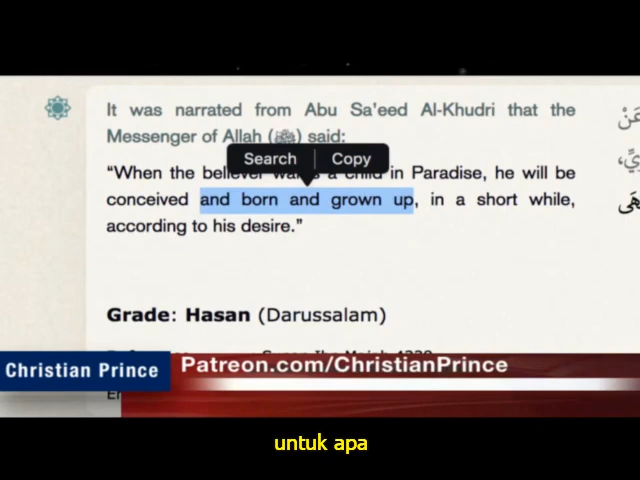 It was narrated from Abu Sa'eed Al-Khudri that the
Messenger of Allah (ﷺ) said:
Search Copy
"When the believer wants a child in Paradise, he will be
conceived and born and grown up, in a short while,
according to his desire."
Grade: Hasan (Darussalam)
Christian Prince
Patreon.com/ChristianPrince
untuk apa